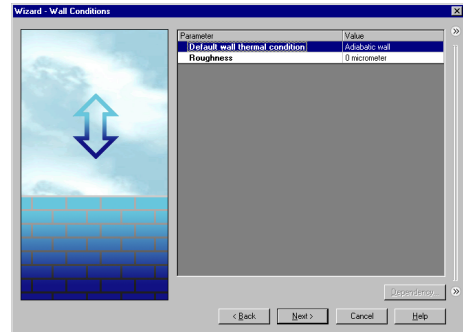 Wizard - Wall Conditions
Parameter Value
Default wall thermal condition Adiabatic wall
Roughness 0 micrometer
Dependency...
< Back Next > Cancel Help